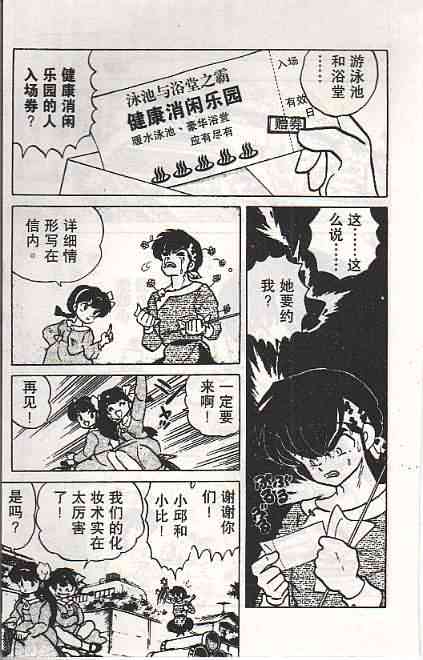 游泳池
和浴堂
……
入场
有效
日
赠券
泳池与浴堂之霸
健康消闲乐园
暖水泳池、豪华浴堂
应有尽有
健康消闲
乐园的人
入场券？
这……这
么说……
她要约
我？
详细情
形写在
信内。
一定要
来啊！
再见！
谢谢你
们！
小邱和
小比！
我们的化
妆术实在
太厉害
了！
是吗？